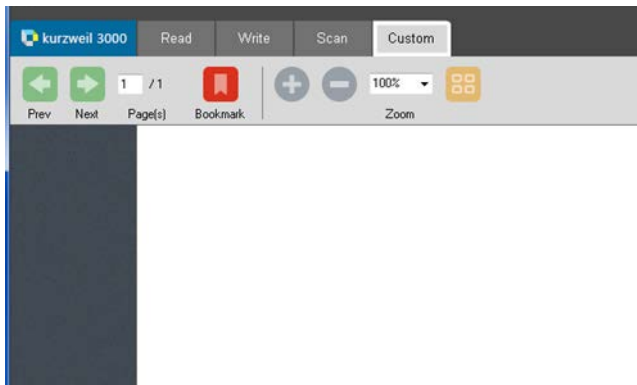 kurzweil 3000 Read Write Scan Custom
1 /1 100%
Prev Next Page(s) Bookmark Zoom